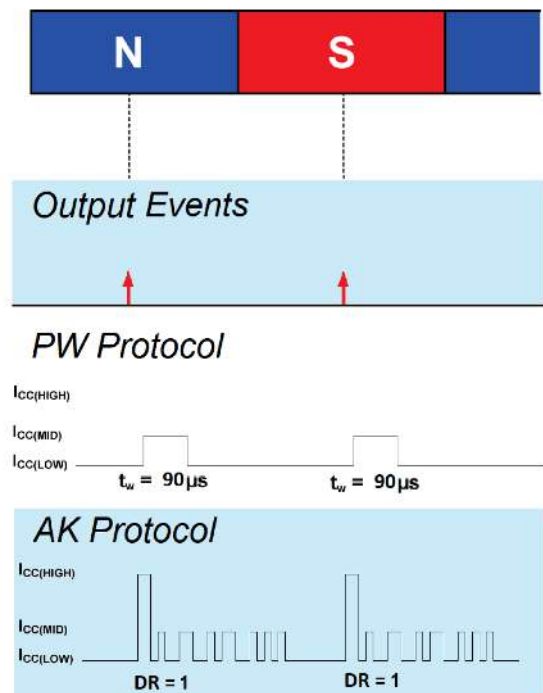 N S
Output Events
PW Protocol
ICC(HIGH)
ICC(MID)
ICC(LOW)
tw = 90µs tw = 90µs
AK Protocol
ICC(HIGH)
ICC(MID)
ICC(LOW)
DR = 1 DR = 1